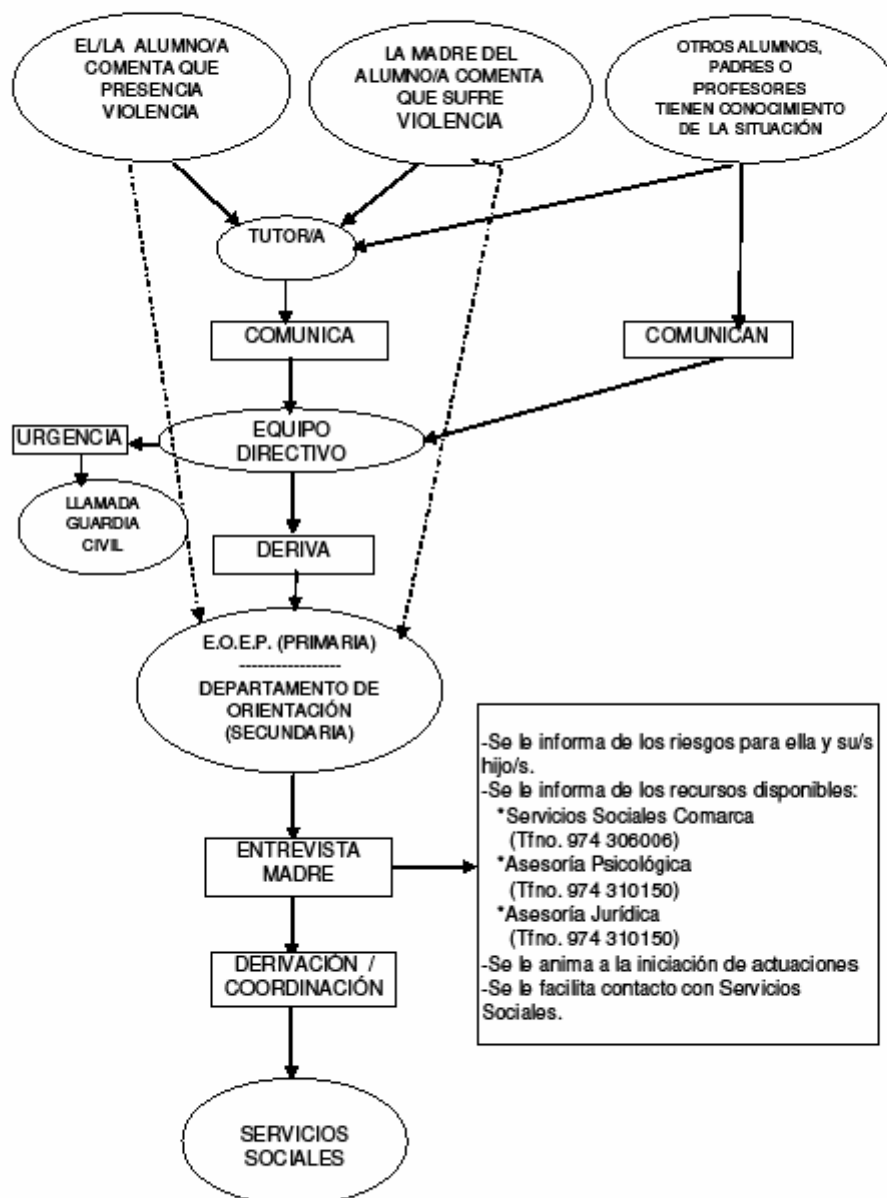 EL/LA ALUMNO/A
COMENTA QUE
PRESENCIA
VIOLENCIA
LA MADRE DEL
ALUMNO/A COMENTA
QUE SUFRE
VIOLENCIA
OTROS ALUMNOS,
PADRES O
PROFESORES
TIENEN CONOCIMIENTO
DE LA SITUACIÓN
TUTOR/A
COMUNICA
COMUNICAN
URGENCIA
EQUIPO
DIRECTIVO
LLAMADA
GUARDIA
CIVIL
DERIVA
E.O.E.P. (PRIMARIA)
-----------------
DEPARTAMENTO DE
ORIENTACIÓN
(SECUNDARIA)
ENTREVISTA
MADRE
-Se le informa de los riesgos para ella y su/s
hijo/s.
-Se le informa de los recursos disponibles:
*Servicios Sociales Comarca
(Tfno. 974 306006)
*Asesoría Psicológica
(Tfno. 974 310150)
*Asesoría Jurídica
(Tfno. 974 310150)
-Se le anima a la iniciación de actuaciones
-Se le facilita contacto con Servicios
Sociales.
DERIVACIÓN /
COORDINACIÓN
SERVICIOS
SOCIALES